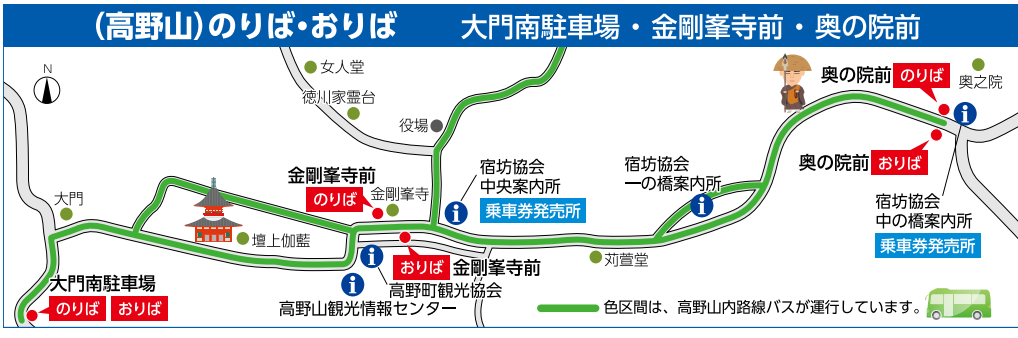 (高野山)のりば・おりば 大門南駐車場・金剛峯寺前・奥の院前
N
女人堂
徳川家霊台
役場
奥の院前 のりば
奥之院
奥の院前 おりば
宿坊協会
中の橋案内所
乗車券発売所
宿坊協会
一の橋案内所
宿坊協会
中央案内所
乗車券発売所
金剛峯寺前
のりば
金剛峯寺
大門
壇上伽藍
おりば 金剛峯寺前
苅萱堂
大門南駐車場
のりば おりば
高野町観光協会
高野山観光情報センター
色区間は、高野山内路線バスが運行しています。